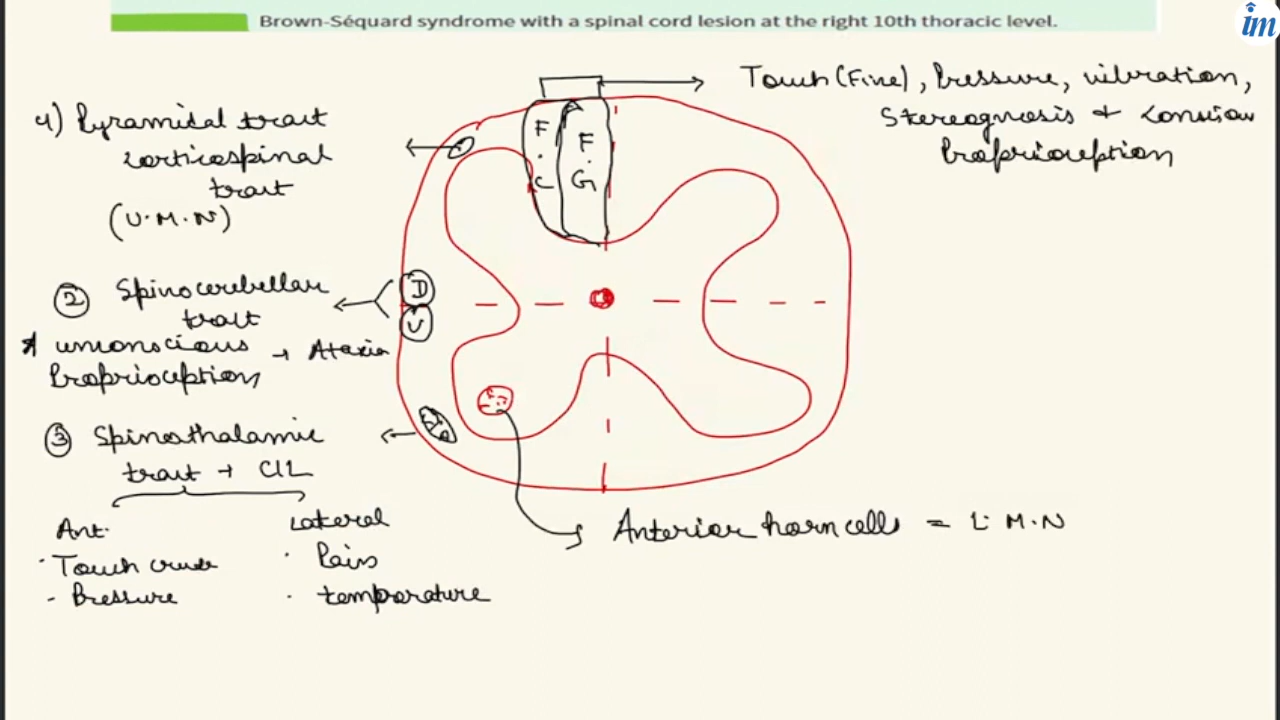 Brown-Séquard syndrome with a spinal cord lesion at the right 10th thoracic level.
im
Touch (Fine), Pressure, vibration,
Stereognosis + Conscious
Proprioception
4) Pyramidal tract
corticospinal
tract
(U.M.N)
F
.
C
F
.
G
② Spinocerebellar
tract
* unconscious → Ataxia
Proprioception
D
V
③ Spinothalamic
tract → C/L
Ant.
· Touch crude
- Pressure
Lateral
· Pain
· temperature
Anterior horn cells = L.M.N